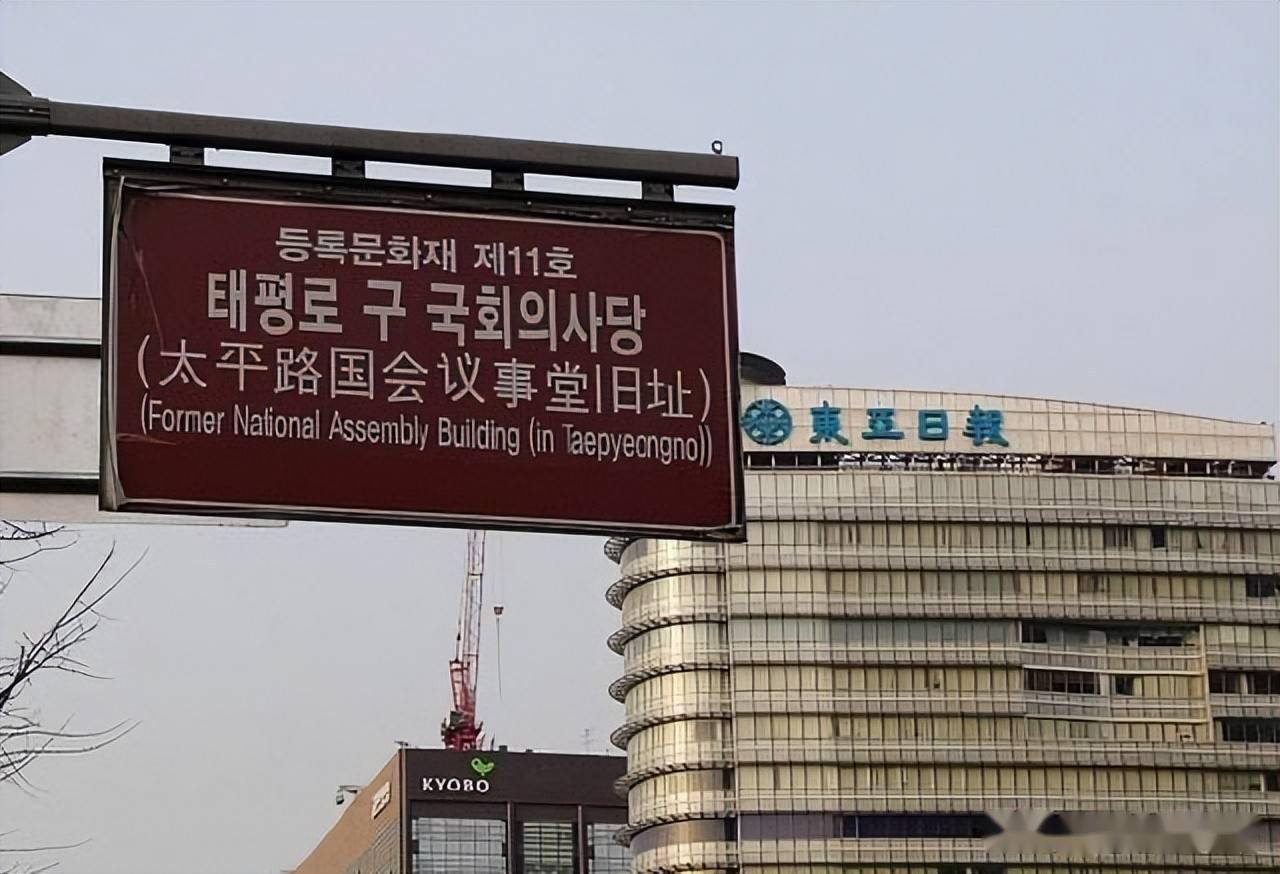 등록문화재 제11호
태평로 구 국회의사당
(太平路国会议事堂旧址)
(Former National Assembly Building (in Taepyeongno))
東亞日報
KYOBO